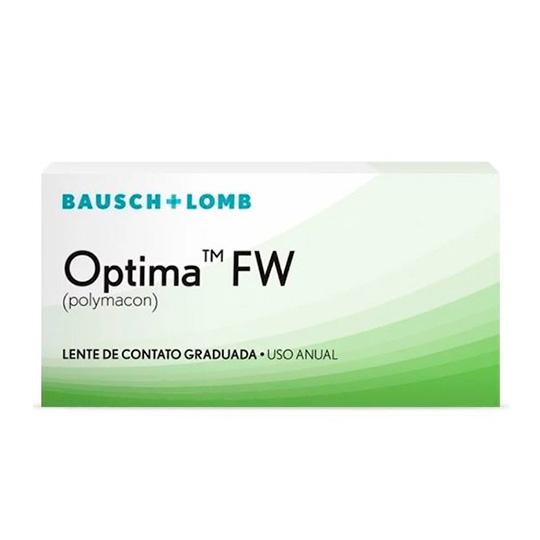 BAUSCH+LOMB
Optima™ FW
(polymacon)
LENTE DE CONTATO GRADUADA • USO ANUAL